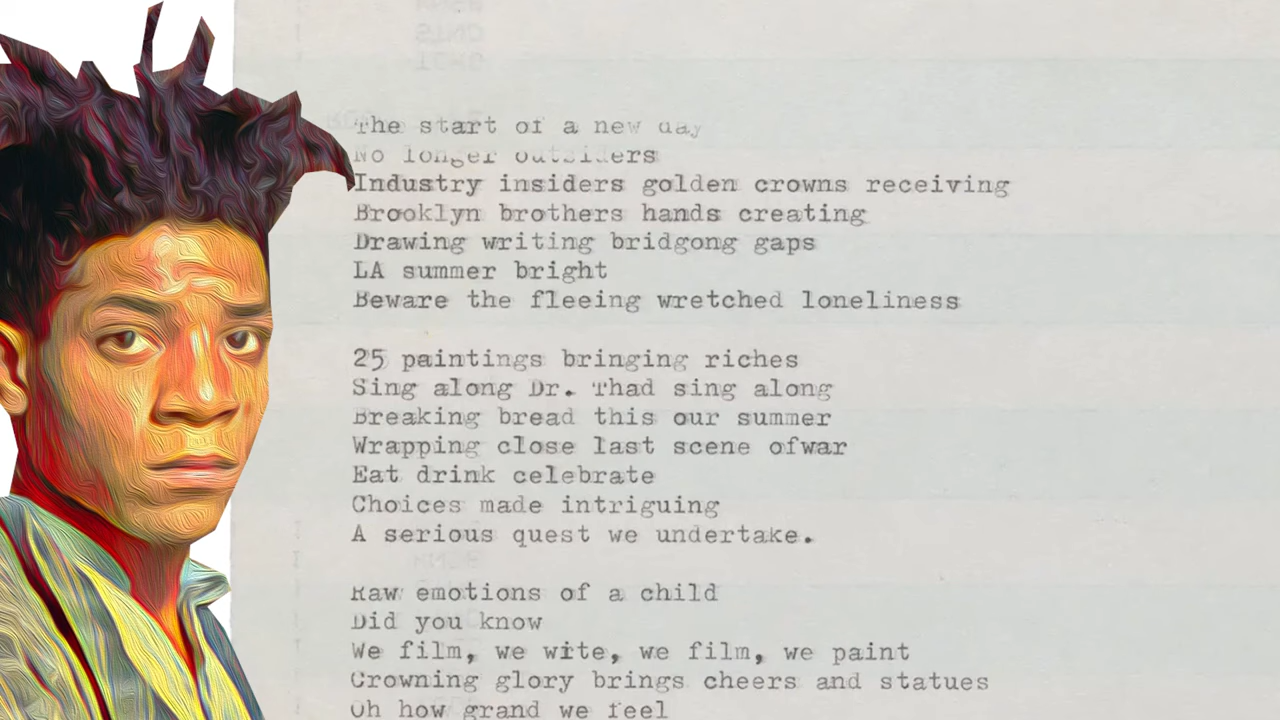 The start of a new day
No longer outsiders
Industry insiders golden crowns receiving
Brooklyn brothers hands creating
Drawing writing bridgong gaps
LA summer bright
Beware the fleeing wretched loneliness
25 paintings bringing riches
Sing along Dr. Thad sing along
Breaking bread this our summer
Wrapping close last scene ofwar
Eat drink celebrate
Choices made intriguing
A serious quest we undertake.
Raw emotions of a child
Did you know
We film, we wite, we film, we paint
Crowning glory brings cheers and statues
Oh how grand we feel